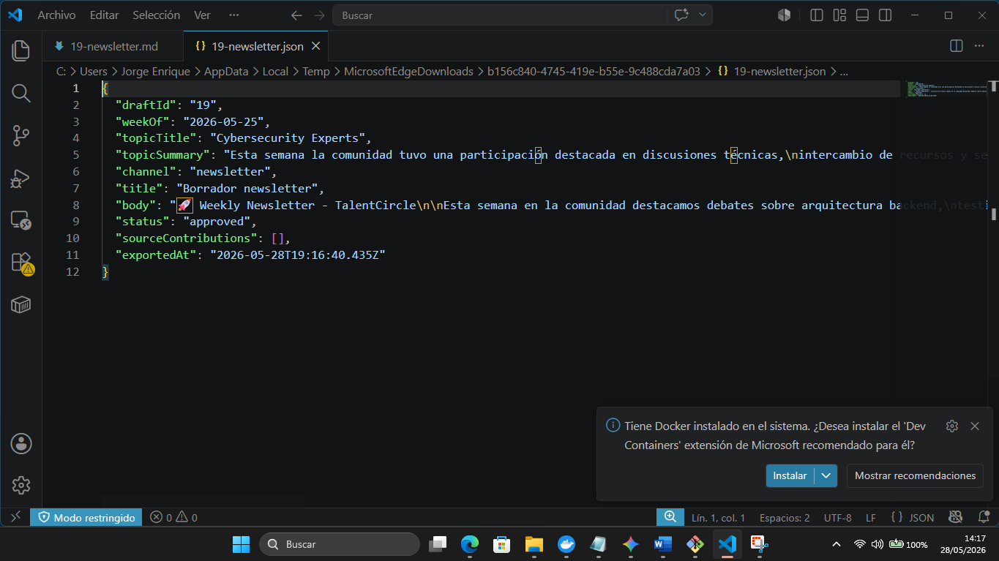 Archivo Editar Selección Ver ··· Buscar
19-newsletter.md {} 19-newsletter.json
C: > Users > Jorge Enrique > AppData > Local > Temp > MicrosoftEdgeDownloads > b156c840-4745-419e-b55e-9c488cda7a03 > {} 19-newsletter.json > ...
1 {
2 "draftId": "19",
3 "weekOf": "2026-05-25",
4 "topicTitle": "Cybersecurity Experts",
5 "topicSummary": "Esta semana la comunidad tuvo una participación destacada en discusiones técnicas,\nintercambio de recursos y se
6 "channel": "newsletter",
7 "title": "Borrador newsletter",
8 "body": "🚀 Weekly Newsletter - TalentCircle\n\nEsta semana en la comunidad destacamos debates sobre arquitectura backend,\ntesti
9 "status": "approved",
10 "sourceContributions": [],
11 "exportedAt": "2026-05-28T19:16:40.435Z"
12 }
Tiene Docker instalado en el sistema. ¿Desea instalar el 'Dev
Containers' extensión de Microsoft recomendado para él?
Instalar Mostrar recomendaciones
Modo restringido 0 0 Lín. 1, col. 1 Espacios: 2 UTF-8 LF {} JSON
Buscar 100% 14:17
28/05/2026